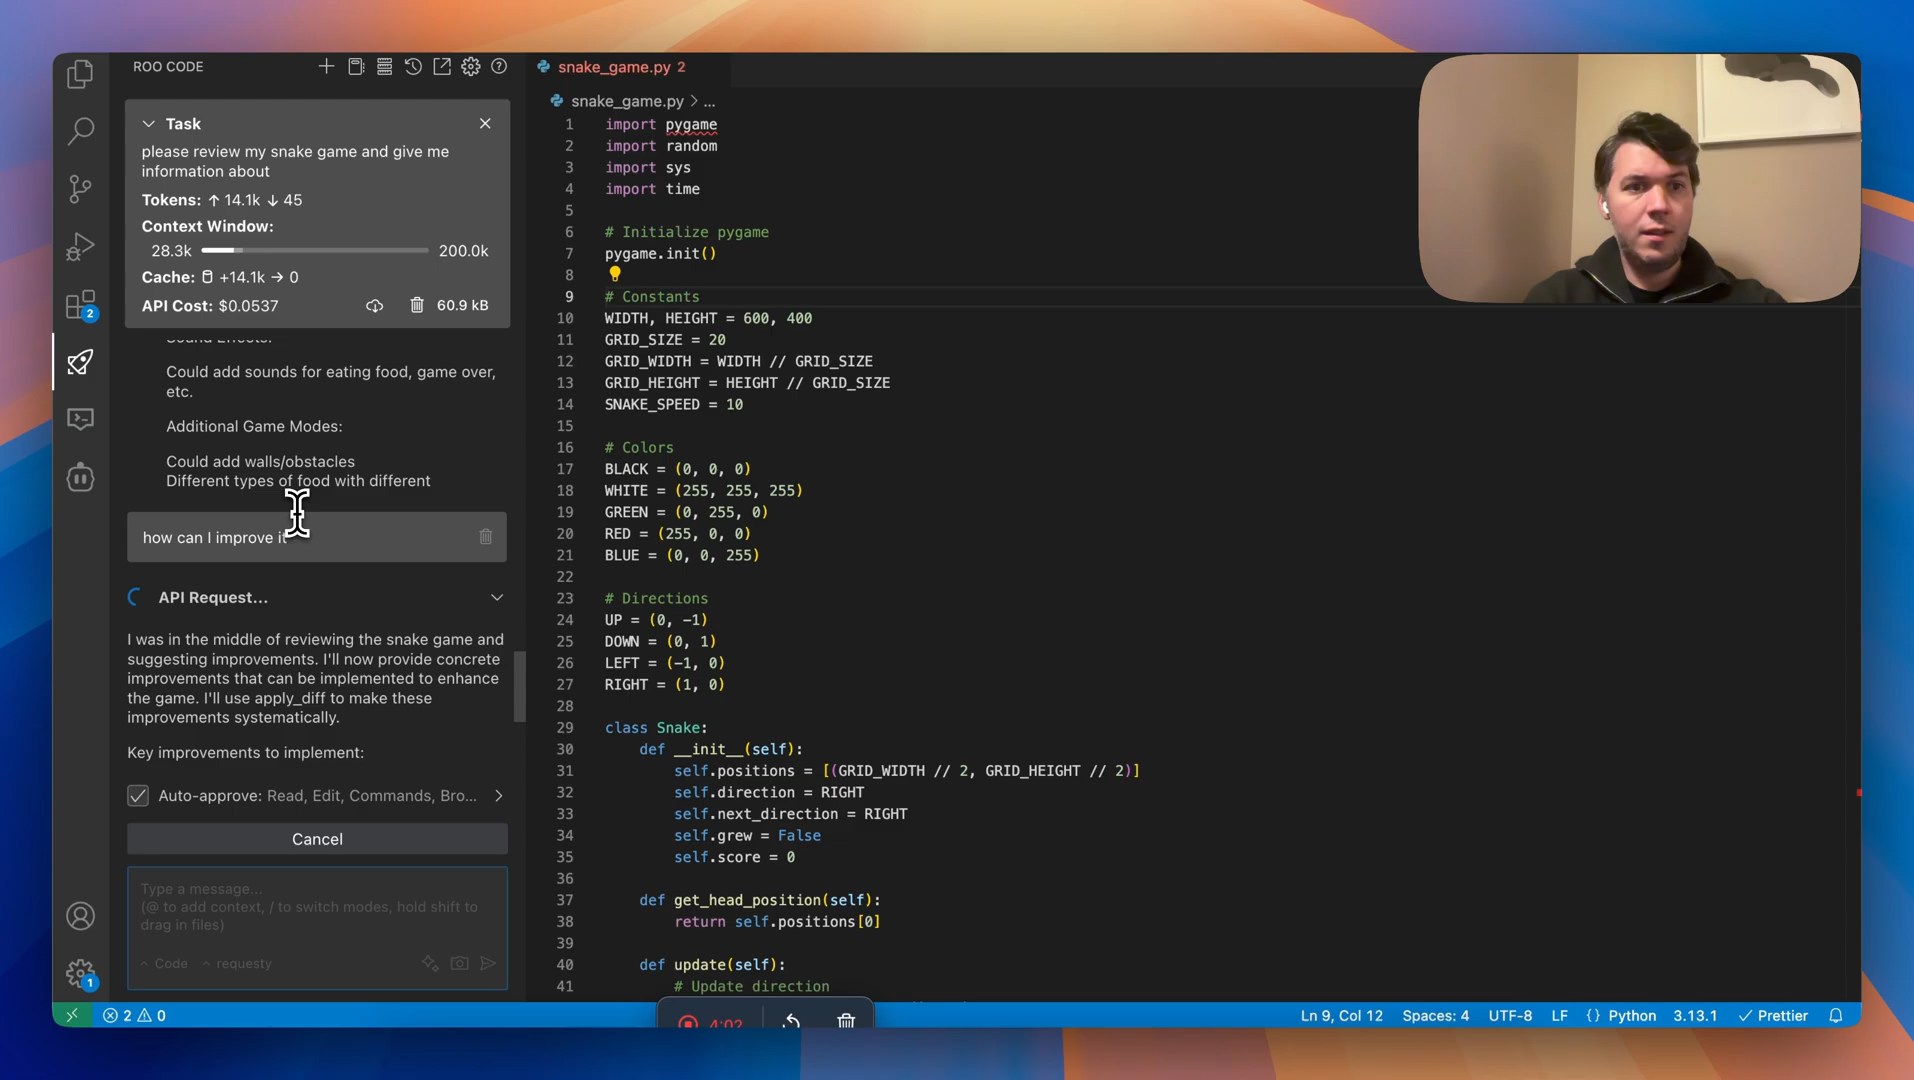 ROO CODE
Task
please review my snake game and give me
information about
Tokens: ↑ 14.1k ↓ 45
Context Window:
28.3k 200.0k
Cache: +14.1k → 0
API Cost: $0.0537 60.9 kB
Sound Effects:
Could add sounds for eating food, game over,
etc.
Additional Game Modes:
Could add walls/obstacles
Different types of food with different
how can I improve it
API Request...
I was in the middle of reviewing the snake game and
suggesting improvements. I'll now provide concrete
improvements that can be implemented to enhance
the game. I'll use apply_diff to make these
improvements systematically.
Key improvements to implement:
Auto-approve: Read, Edit, Commands, Bro...
Cancel
Type a message...
(@ to add context, / to switch modes, hold shift to
drag in files)
Code requesty
2
1
snake_game.py 2
snake_game.py > ...
1 import pygame
2 import random
3 import sys
4 import time
5
6 # Initialize pygame
7 pygame.init()
8
9 # Constants
10 WIDTH, HEIGHT = 600, 400
11 GRID_SIZE = 20
12 GRID_WIDTH = WIDTH // GRID_SIZE
13 GRID_HEIGHT = HEIGHT // GRID_SIZE
14 SNAKE_SPEED = 10
15
16 # Colors
17 BLACK = (0, 0, 0)
18 WHITE = (255, 255, 255)
19 GREEN = (0, 255, 0)
20 RED = (255, 0, 0)
21 BLUE = (0, 0, 255)
22
23 # Directions
24 UP = (0, -1)
25 DOWN = (0, 1)
26 LEFT = (-1, 0)
27 RIGHT = (1, 0)
28
29 class Snake:
30 def __init__(self):
31 self.positions = [(GRID_WIDTH // 2, GRID_HEIGHT // 2)]
32 self.direction = RIGHT
33 self.next_direction = RIGHT
34 self.grew = False
35 self.score = 0
36
37 def get_head_position(self):
38 return self.positions[0]
39
40 def update(self):
41 # Update direction
4:02
2 0
Ln 9, Col 12 Spaces: 4 UTF-8 LF {} Python 3.13.1 Prettier